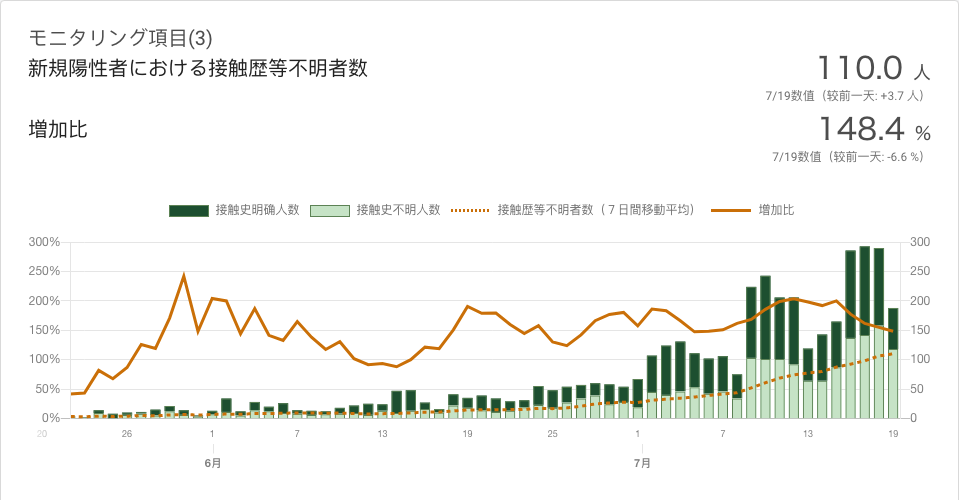 モニタリング項目(3)
新規陽性者における接触歴等不明者数
110.0 人
7/19数值（较前一天: +3.7 人）
増加比
148.4 %
7/19数值（较前一天: -6.6 %）
接触史明确人数 接触史不明人数 接触歴等不明者数（７日間移動平均） 増加比
300% 300
250% 250
200% 200
150% 150
100% 100
50% 50
0% 0
20 26 1 7 13 19 25 1 7 13 19
6月 7月